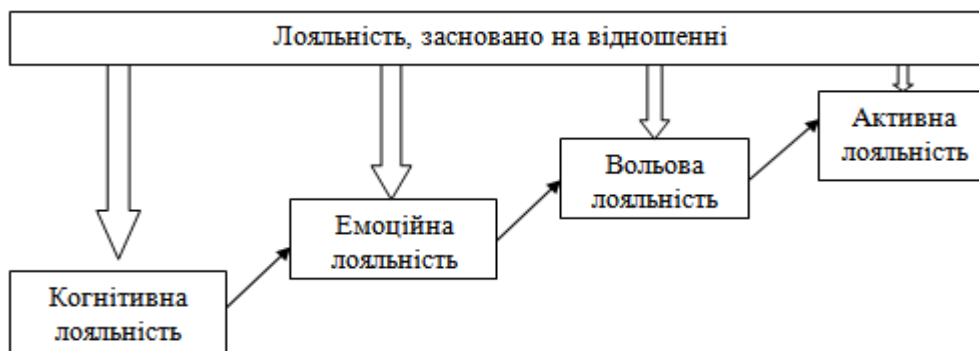 Лояльність, засновано на відношенні
Активна
лояльність
Вольова
лояльність
Емоційна
лояльність
Когнітивна
лояльність